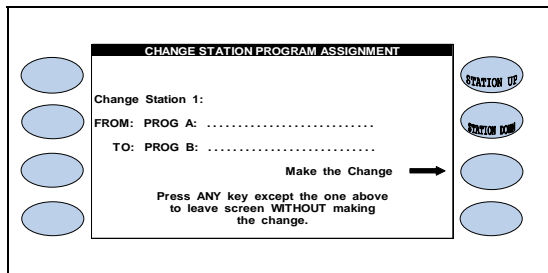 CHANGE STATION PROGRAM ASSIGNMENT
STATION UP
Change Station 1:
FROM: PROG A: ...........................
STATION DOWN
TO: PROG B: ...........................
Make the Change
Press ANY key except the one above
to leave screen WITHOUT making
the change.